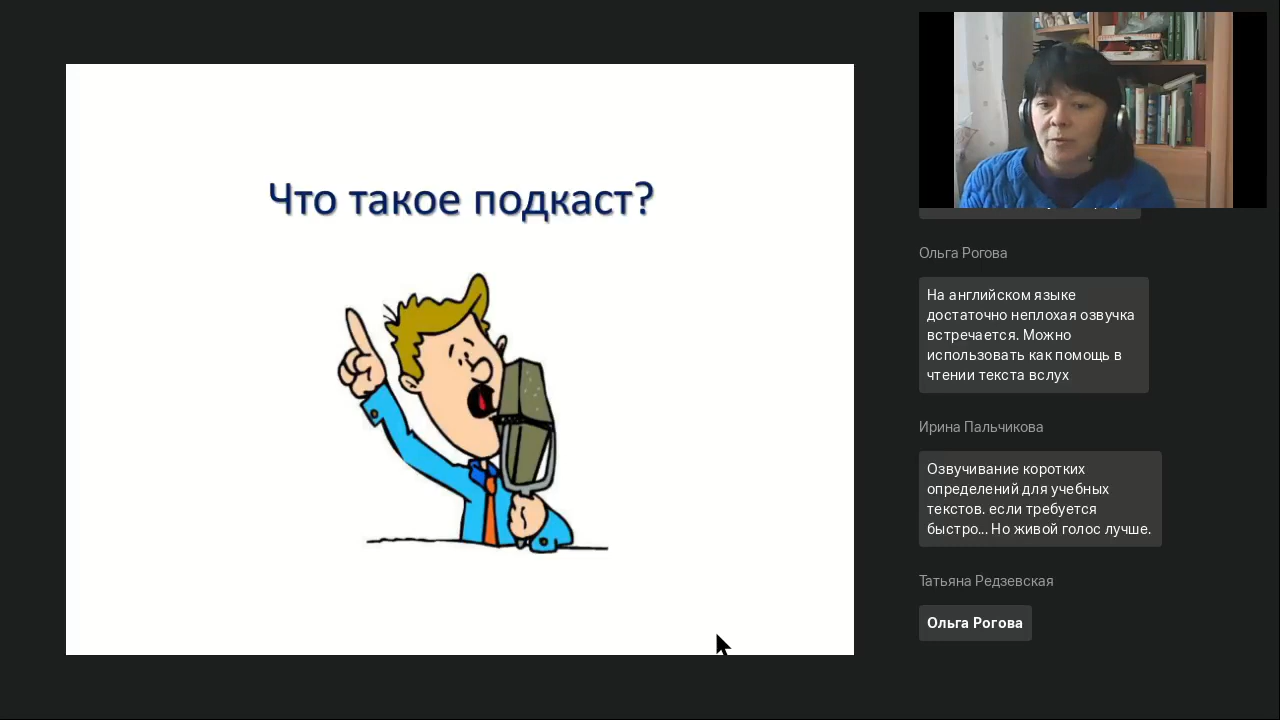 Что такое подкаст?
Ольга Рогова
На английском языке
достаточно неплохая озвучка
встречается. Можно
использовать как помощь в
чтении текста вслух
Ирина Пальчикова
Озвучивание коротких
определений для учебных
текстов. если требуется
быстро... Но живой голос лучше.
Татьяна Редзевская
Ольга Рогова